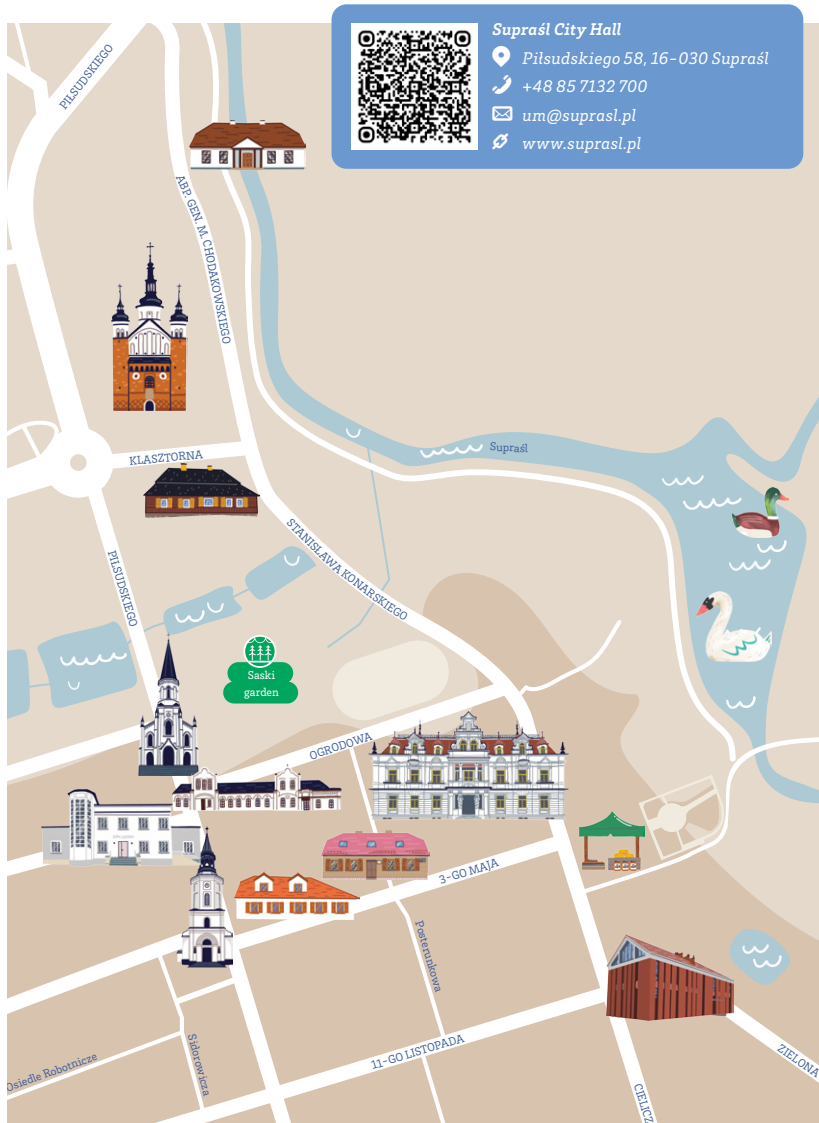 Supraśl City Hall
Piłsudskiego 58, 16-030 Supraśl
+48 85 7132 700
um@suprasl.pl
www.suprasl.pl
PIŁSUDSKIEGO
ABP. GEN. M. CHODAKOWSKIEGO
Supraśl
KLASZTORNA
STANISŁAWA KONARSKIEGO
PIŁSUDSKIEGO
Saski
garden
OGRODOWA
3-GO MAJA
Posterunkowa
11-GO LISTOPADA
Sidorowicza
Osiedle Robotnicze
ZIELONA
CIELICZ